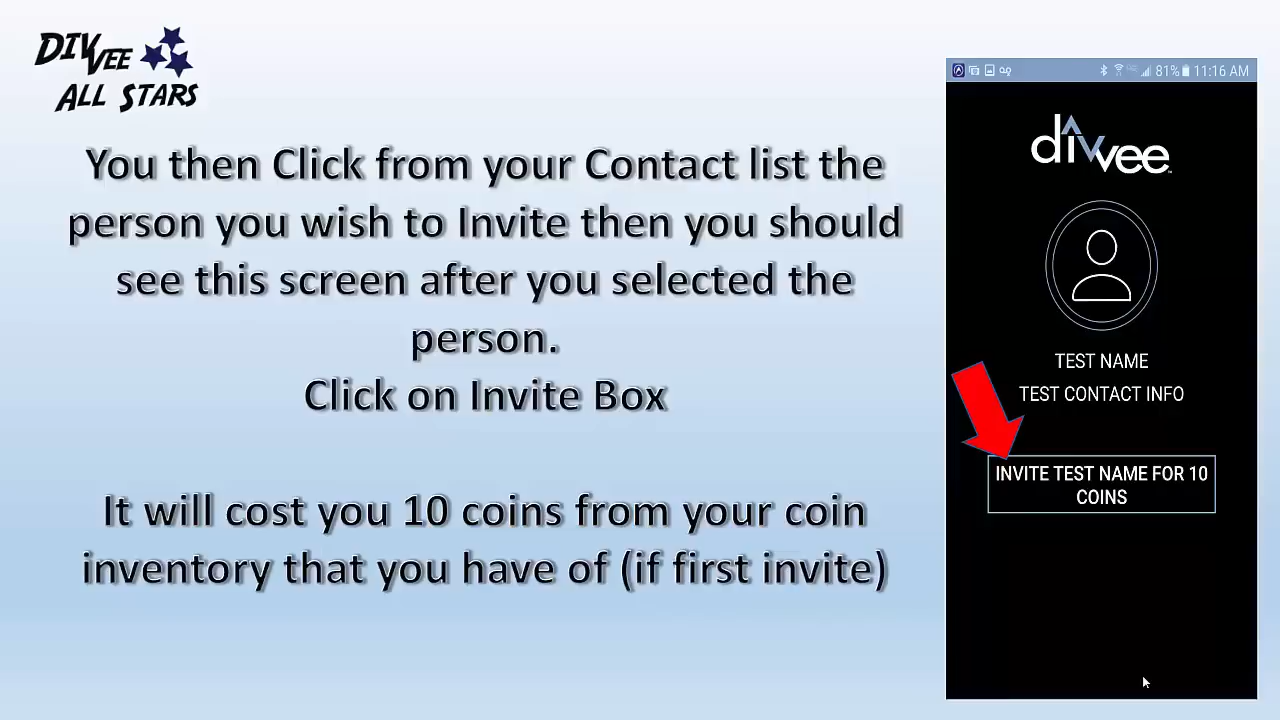 DIVVEE
ALL STARS
You then Click from your Contact list the
person you wish to Invite then you should
see this screen after you selected the
person.
Click on Invite Box
It will cost you 10 coins from your coin
inventory that you have of (if first invite)
81% 11:16 AM
divvee
TEST NAME
TEST CONTACT INFO
INVITE TEST NAME FOR 10
COINS